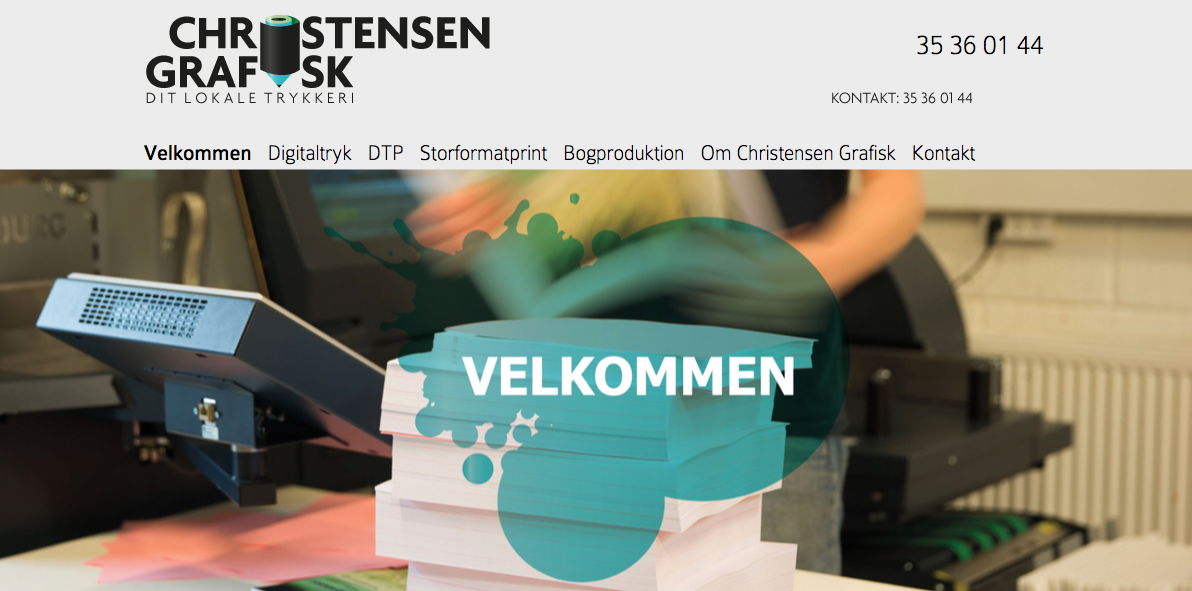 CHRISTENSEN
GRAFISK
DIT LOKALE TRYKKERI
35 36 01 44
KONTAKT: 35 36 01 44
Velkommen Digitaltryk DTP Storformatprint Bogproduktion Om Christensen Grafisk Kontakt
VELKOMMEN